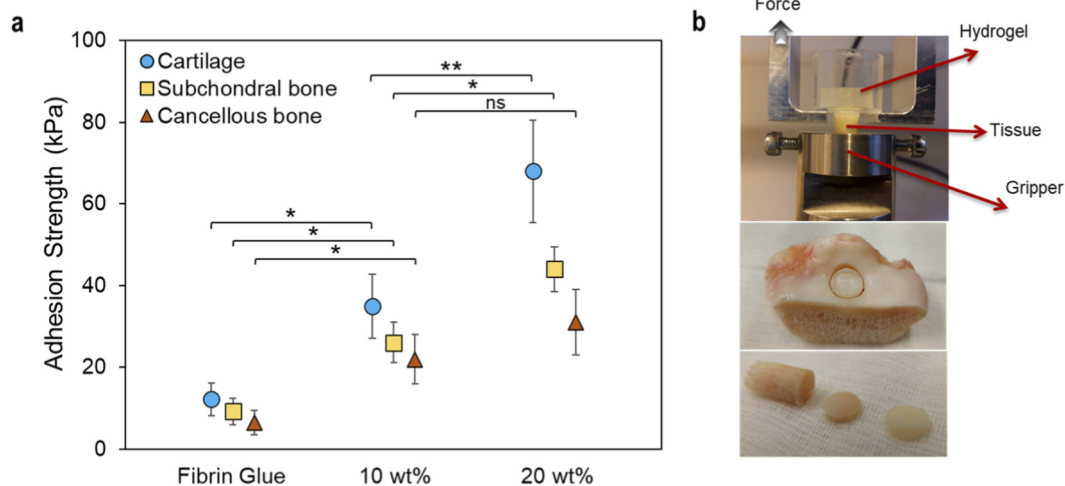 a
Adhesion Strength (kPa)
100
80
60
40
20
0
Cartilage
Subchondral bone
Cancellous bone
**
*
ns
*
*
*
Fibrin Glue
10 wt%
20 wt%
b
Force
Hydrogel
Tissue
Gripper